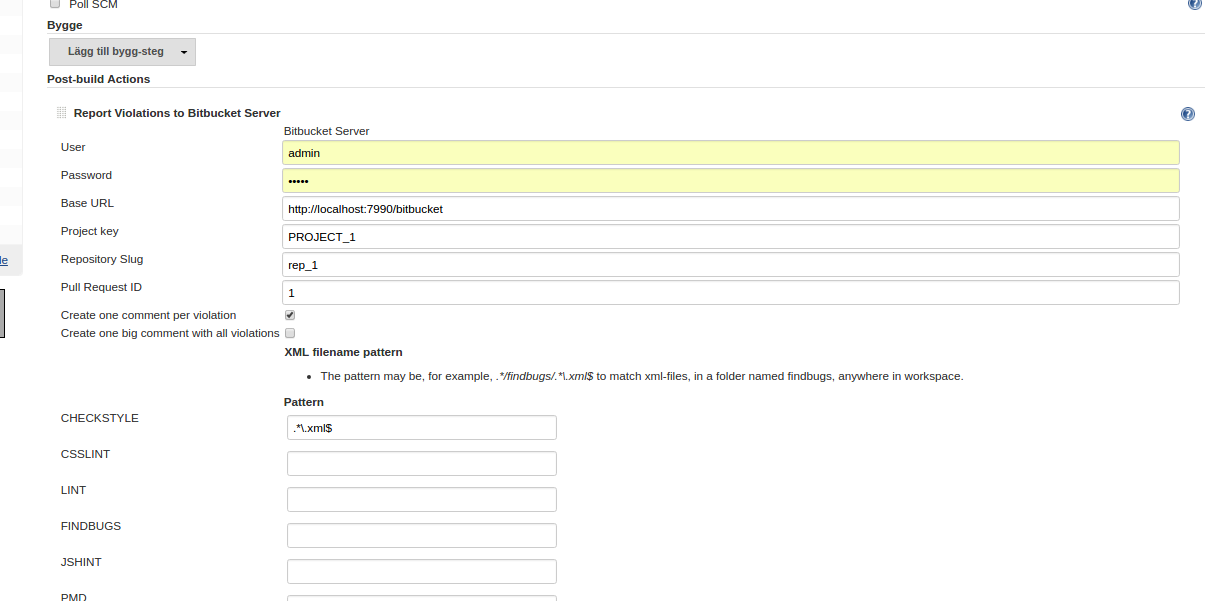 Poll SCM
Bygge
Lägg till bygg-steg
Post-build Actions
Report Violations to Bitbucket Server
Bitbucket Server
User admin
Password •••••
Base URL http://localhost:7990/bitbucket
Project key PROJECT_1
Repository Slug rep_1
Pull Request ID 1
Create one comment per violation
Create one big comment with all violations
XML filename pattern
• The pattern may be, for example, .*/findbugs/.*\.xml$ to match xml-files, in a folder named findbugs, anywhere in workspace.
Pattern
CHECKSTYLE .*\.xml$
CSSLINT
le
LINT
FINDBUGS
JSHINT
PMD